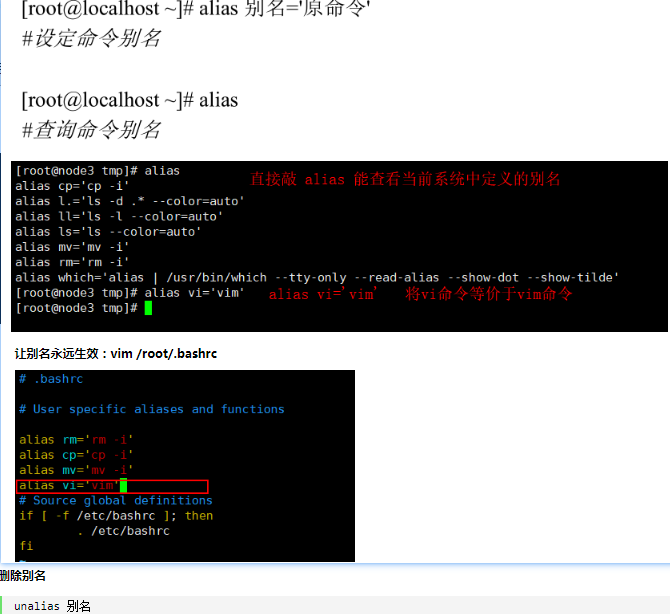 [root@localhost ~]# alias 别名='原命令'
#设定命令别名
[root@localhost ~]# alias
#查询命令别名
[root@node3 tmp]# alias 直接敲 alias 能查看当前系统中定义的别名
alias cp='cp -i'
alias l.='ls -d .* --color=auto'
alias ll='ls -l --color=auto'
alias ls='ls --color=auto'
alias mv='mv -i'
alias rm='rm -i'
alias which='alias | /usr/bin/which --tty-only --read-alias --show-dot --show-tilde'
[root@node3 tmp]# alias vi='vim' alias vi='vim' 将vi命令等价于vim命令
[root@node3 tmp]#
让别名永远生效：vim /root/.bashrc
# .bashrc
# User specific aliases and functions
alias rm='rm -i'
alias cp='cp -i'
alias mv='mv -i'
alias vi='vim'
# Source global definitions
if [ -f /etc/bashrc ]; then
. /etc/bashrc
fi
删除别名
unalias 别名